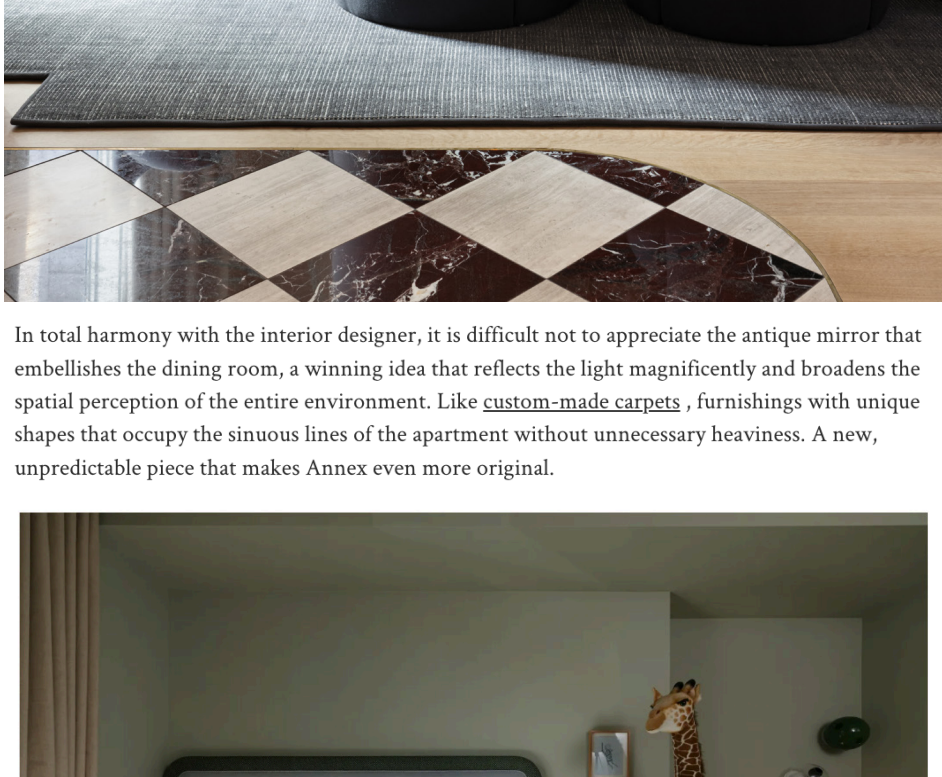 In total harmony with the interior designer, it is difficult not to appreciate the antique mirror that
embellishes the dining room, a winning idea that reflects the light magnificently and broadens the
spatial perception of the entire environment. Like custom-made carpets , furnishings with unique
shapes that occupy the sinuous lines of the apartment without unnecessary heaviness. A new,
unpredictable piece that makes Annex even more original.